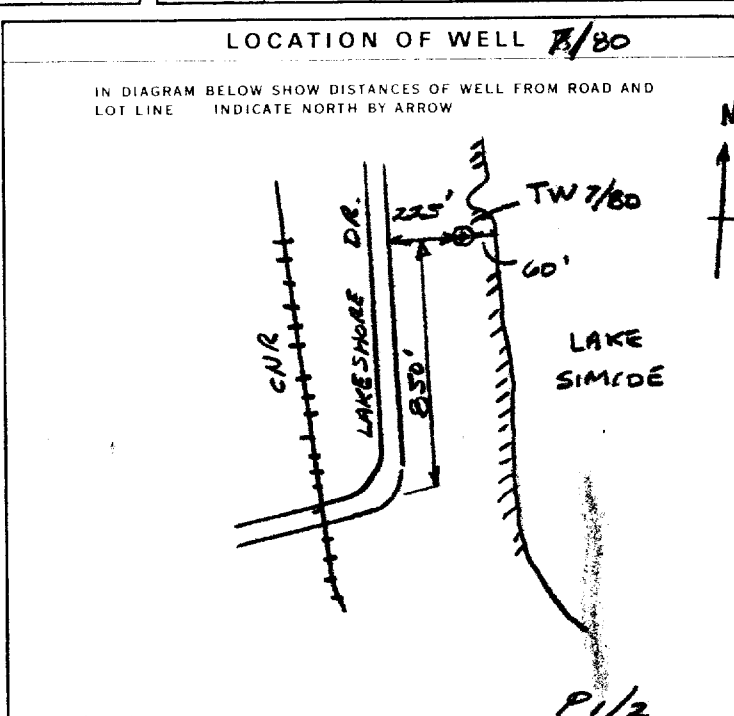 LOCATION OF WELL 7/80
IN DIAGRAM BELOW SHOW DISTANCES OF WELL FROM ROAD AND
LOT LINE INDICATE NORTH BY ARROW
N
225'
TW 7/80
60'
LAKESHORE DR.
CNR
850'
LAKE
SIMCOE
P1/2